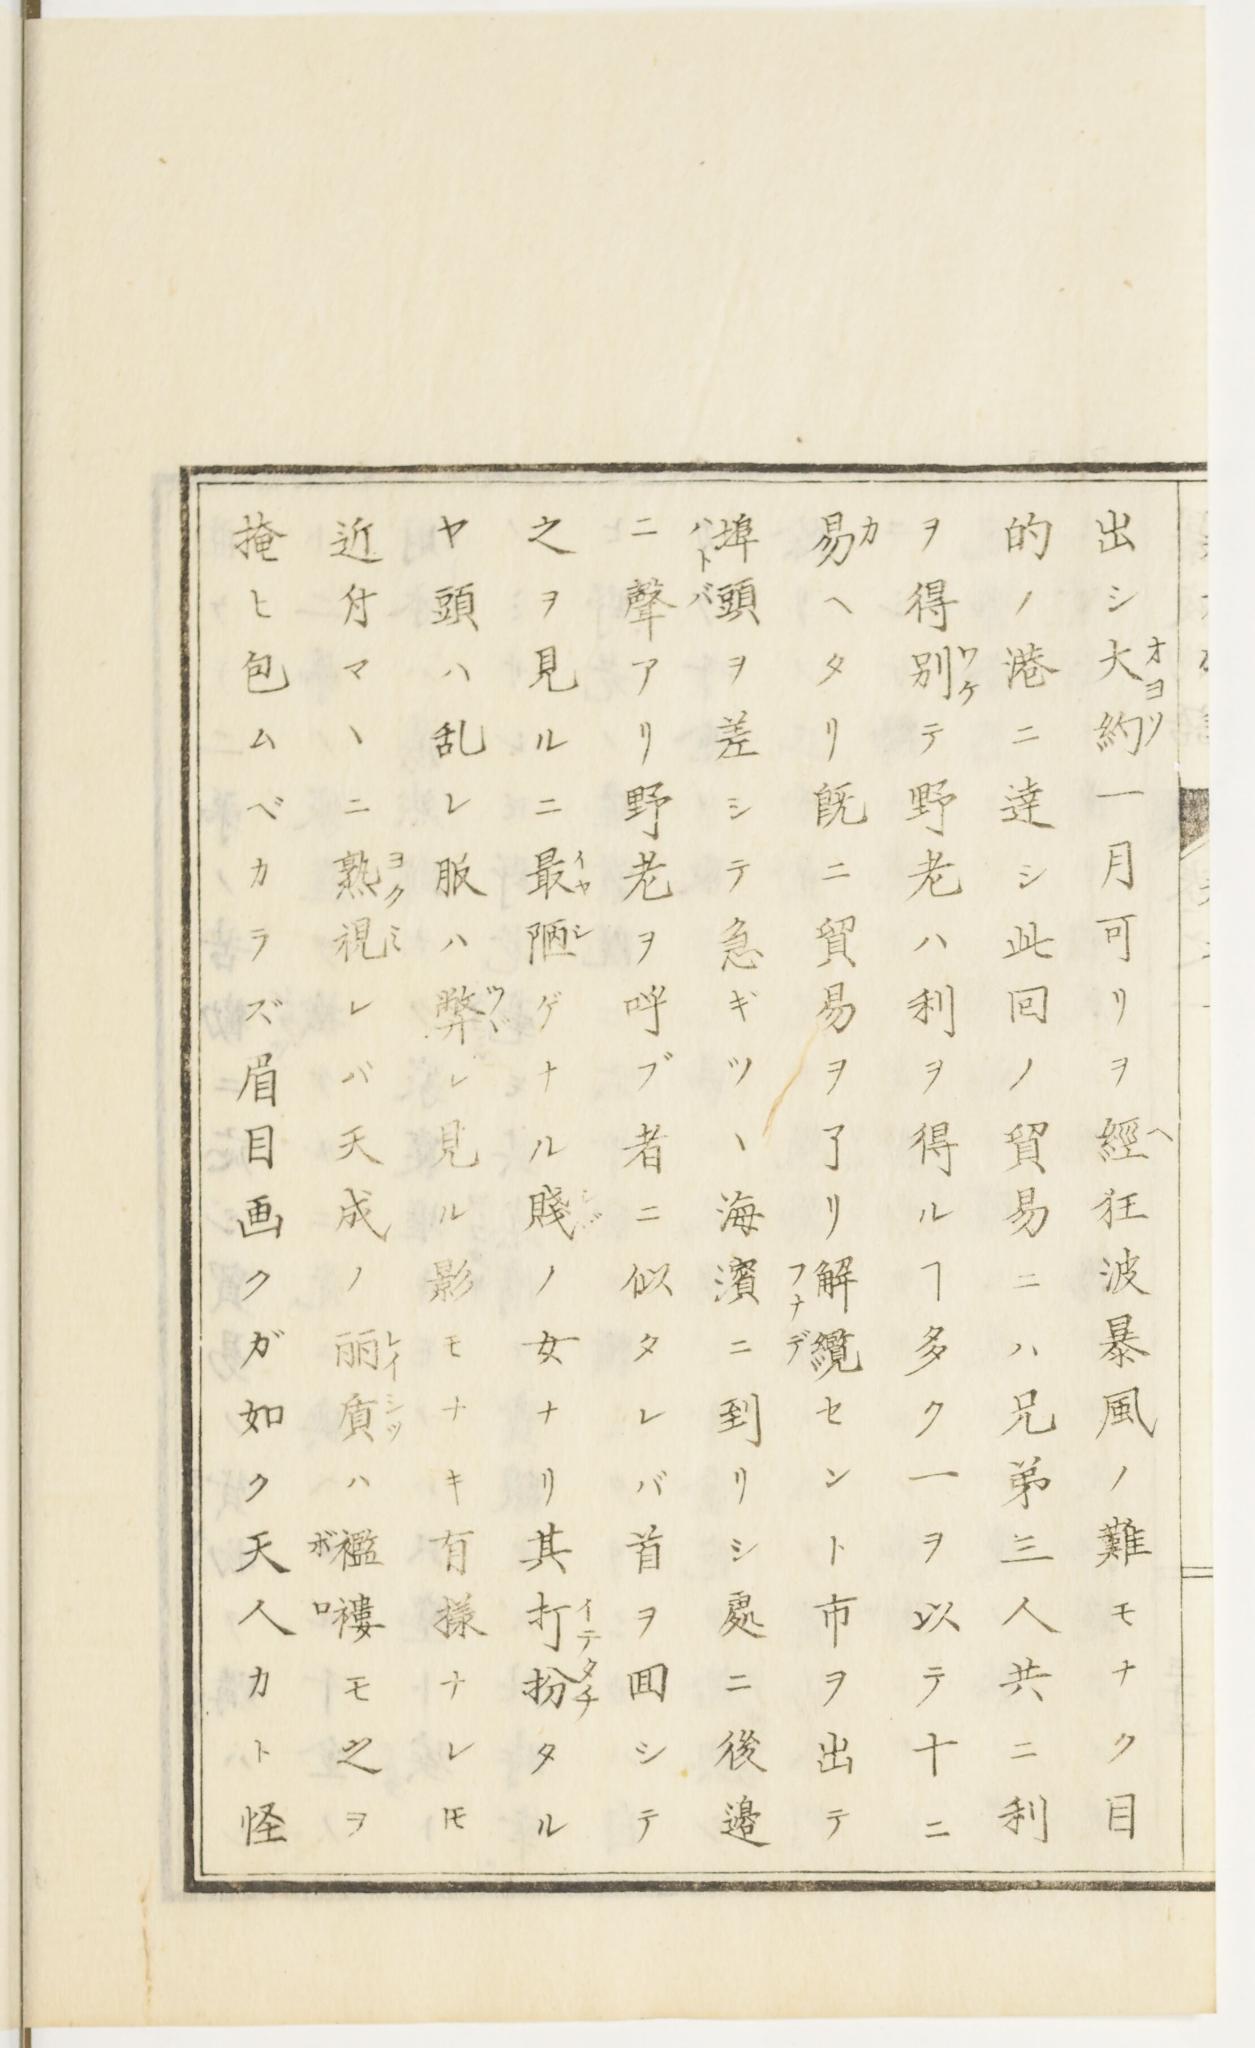 出シ大約一月可リヲ經狂波暴風ノ難モナク目
的ノ港ニ達シ此回ノ貿易ニハ兄弟三人共ニ利
ヲ得別テ野老ハ利ヲ得ルヿ多ク一ヲ以テ十ニ
易ヘタリ既ニ貿易ヲ了リ解纜セント市ヲ出テ
埠頭ヲ差シテ急ギツヽ海濱ニ到リシ處ニ後邉
ニ聲アリ野老ヲ呼ブ者ニ似タレバ首ヲ囬シテ
之ヲ見ルニ最陋ゲナル賤ノ女ナリ其打扮タル
ヤ頭ハ乱レ服ハ弊レ見ル影モナキ有様ナレ𪜈
近付マヽニ熟視レバ天成ノ丽質ハ襤褸モ之ヲ
掩ヒ包ムベカラズ眉目画クガ如ク天人カト怪